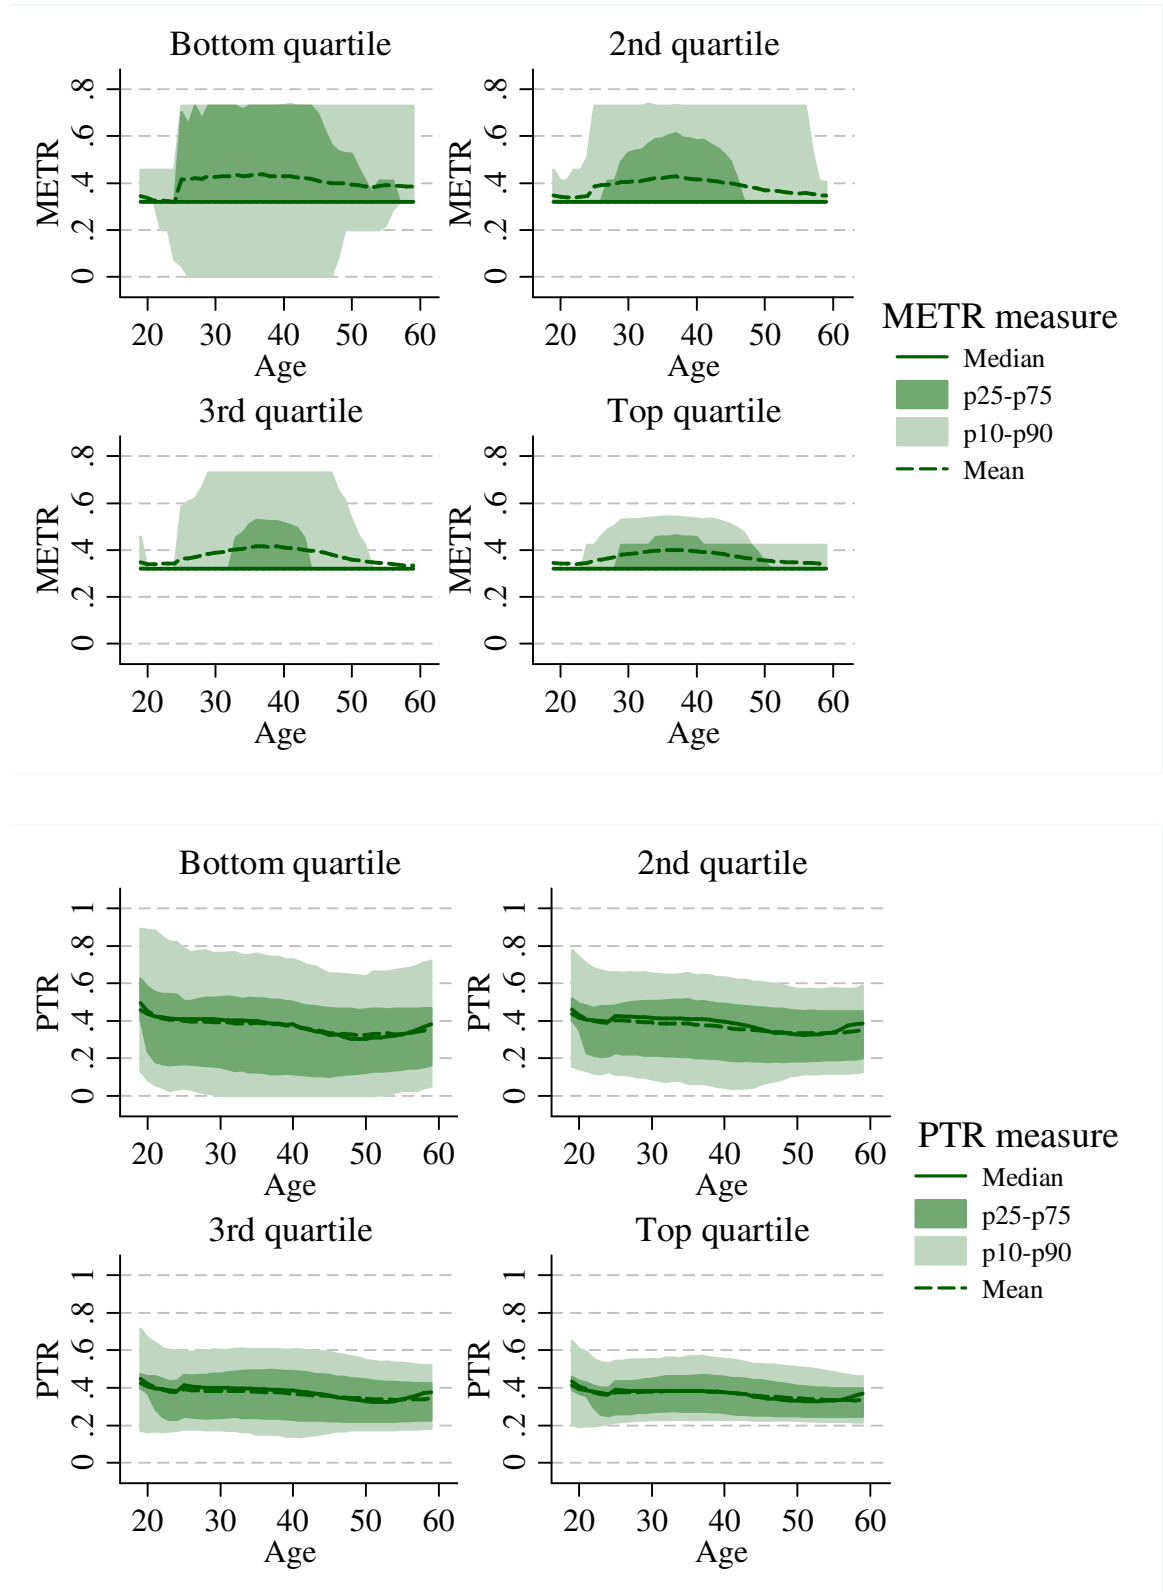 Bottom quartile
METR
0 .2 .4 .6 .8
20 30 40 50 60
Age
2nd quartile
METR
0 .2 .4 .6 .8
20 30 40 50 60
Age
3rd quartile
METR
0 .2 .4 .6 .8
20 30 40 50 60
Age
Top quartile
METR
0 .2 .4 .6 .8
20 30 40 50 60
Age
METR measure
Median
p25-p75
p10-p90
Mean
Bottom quartile
PTR
0 .2 .4 .6 .8 1
20 30 40 50 60
Age
2nd quartile
PTR
0 .2 .4 .6 .8 1
20 30 40 50 60
Age
3rd quartile
PTR
0 .2 .4 .6 .8 1
20 30 40 50 60
Age
Top quartile
PTR
0 .2 .4 .6 .8 1
20 30 40 50 60
Age
PTR measure
Median
p25-p75
p10-p90
Mean